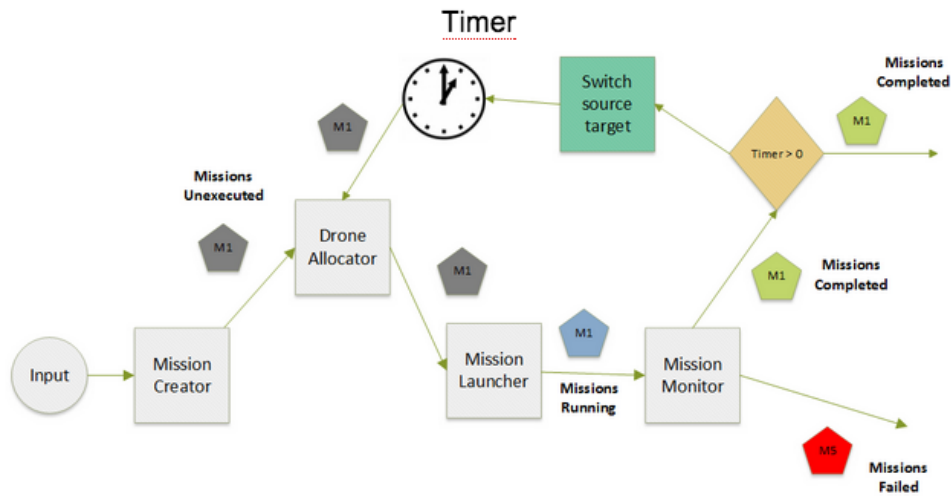 Timer
Missions
Completed
M1
Switch
source
target
Timer > 0
M1
Missions
Unexecuted
M1
Drone
Allocator
M1
M1
Missions
Completed
Input
Mission
Creator
Mission
Launcher
M1
Missions
Running
Mission
Monitor
M5
Missions
Failed